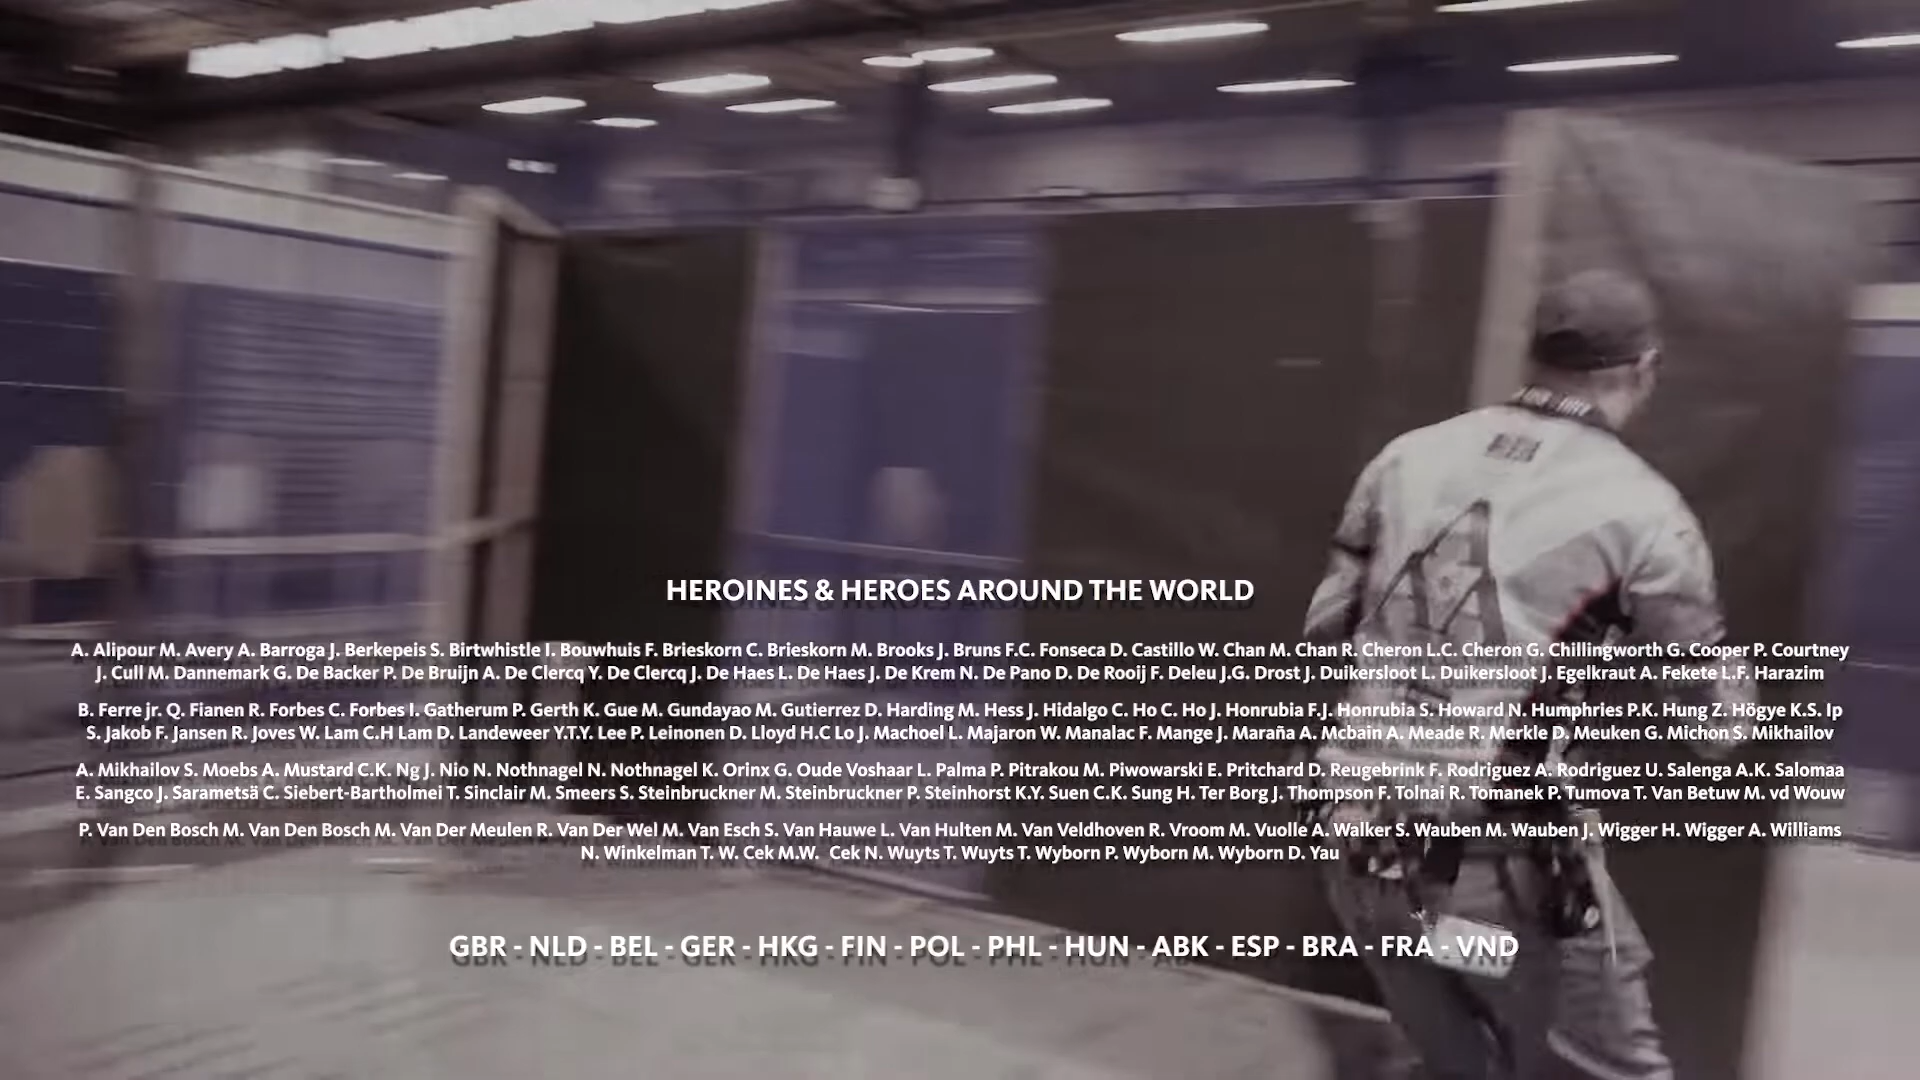 HEROINES & HEROES AROUND THE WORLD
A. Alipour M. Avery A. Barroga J. Berkepeis S. Birtwhistle I. Bouwhuis F. Brieskorn C. Brieskorn M. Brooks J. Bruns F.C. Fonseca D. Castillo W. Chan M. Chan R. Cheron L.C. Cheron G. Chillingworth G. Cooper P. Courtney
J. Cull M. Dannemark G. De Backer P. De Bruijn A. De Clercq Y. De Clercq J. De Haes L. De Haes J. De Krem N. De Pano D. De Rooij F. Deleu J.G. Drost J. Duikersloot L. Duikersloot J. Egelkraut A. Fekete L.F. Harazim
B. Ferre jr. Q. Fianen R. Forbes C. Forbes I. Gatherum P. Gerth K. Gue M. Gundayao M. Gutierrez D. Harding M. Hess J. Hidalgo C. Ho C. Ho J. Honrubia F.J. Honrubia S. Howard N. Humphries P.K. Hung Z. Högye K.S. Ip
S. Jakob F. Jansen R. Joves W. Lam C.H Lam D. Landeweer Y.T.Y. Lee P. Leinonen D. Lloyd H.C Lo J. Machoel L. Majaron W. Manalac F. Mange J. Maraña A. Mcbain A. Meade R. Merkle D. Meuken G. Michon S. Mikhailov
A. Mikhailov S. Moebs A. Mustard C.K. Ng J. Nio N. Nothnagel N. Nothnagel K. Orinx G. Oude Voshaar L. Palma P. Pitrakou M. Piwowarski E. Pritchard D. Reugebrink F. Rodriguez A. Rodriguez U. Salenga A.K. Salomaa
E. Sangco J. Sarametsä C. Siebert-Bartholmei T. Sinclair M. Smeers S. Steinbruckner M. Steinbruckner P. Steinhorst K.Y. Suen C.K. Sung H. Ter Borg J. Thompson F. Tolnai R. Tomanek P. Tumova T. Van Betuw M. vd Wouw
P. Van Den Bosch M. Van Den Bosch M. Van Der Meulen R. Van Der Wel M. Van Esch S. Van Hauwe L. Van Hulten M. Van Veldhoven R. Vroom M. Vuolle A. Walker S. Wauben M. Wauben J. Wigger H. Wigger A. Williams
N. Winkelman T. W. Cek M.W.  Cek N. Wuyts T. Wuyts T. Wyborn P. Wyborn M. Wyborn D. Yau
GBR - NLD - BEL - GER - HKG - FIN - POL - PHL - HUN - ABK - ESP - BRA - FRA - VND